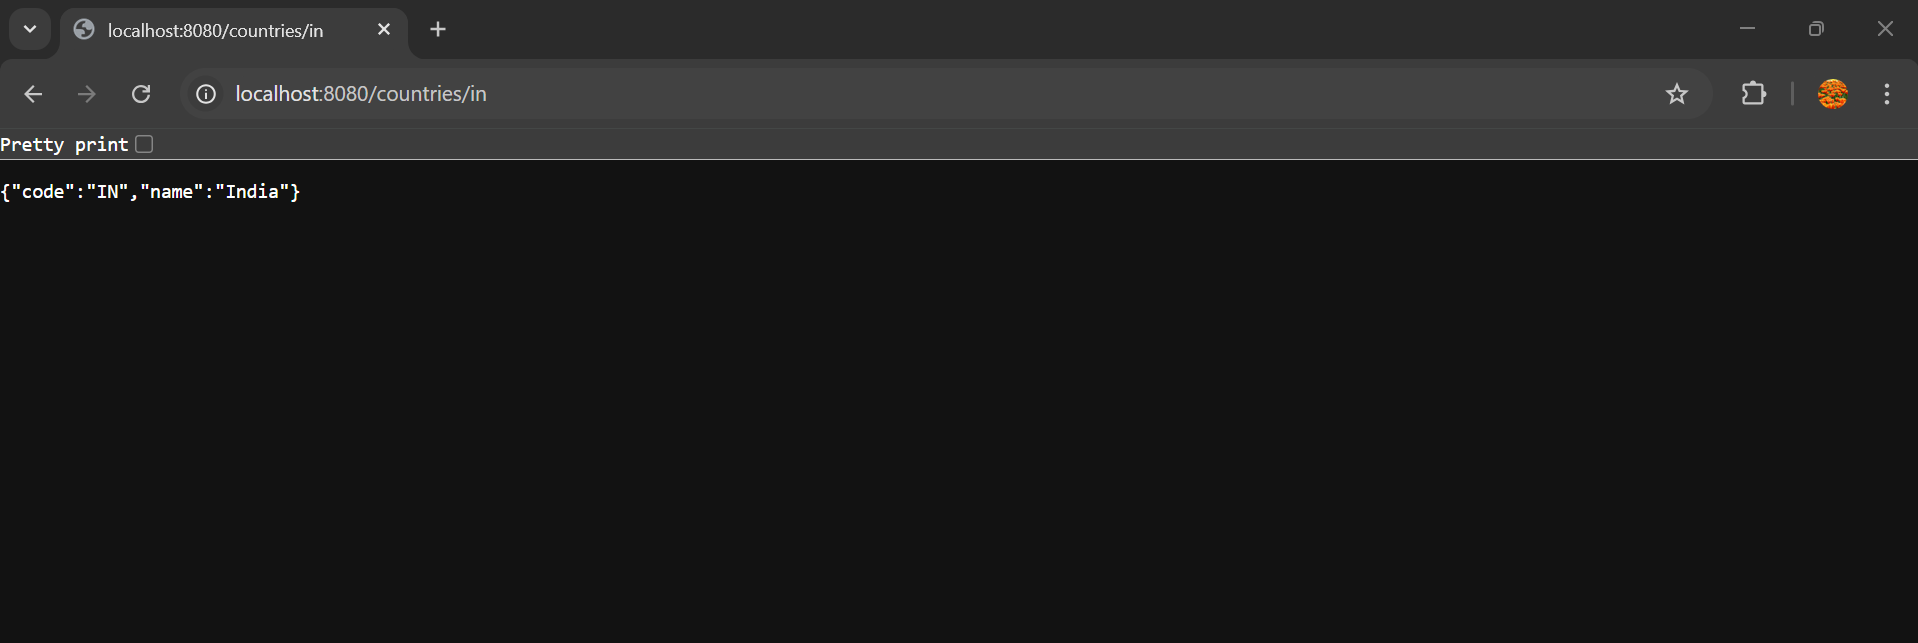 localhost:8080/countries/in
localhost:8080/countries/in
Pretty print
{"code":"IN","name":"India"}